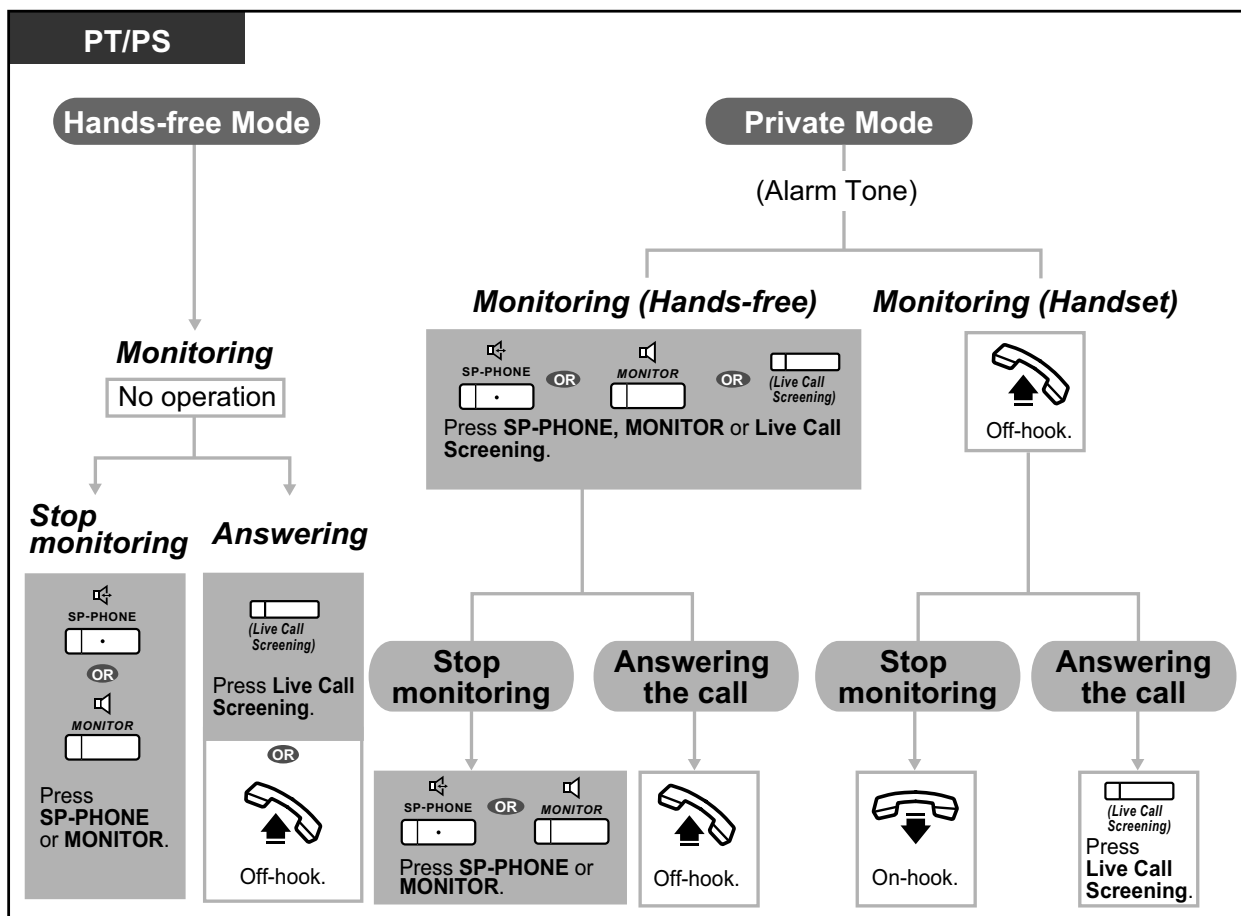 PT/PS
Hands-free Mode
Monitoring
No operation
Stop
monitoring
SP-PHONE
OR
MONITOR
Press
SP-PHONE
or MONITOR.
Answering
(Live Call
Screening)
Press Live Call
Screening.
OR
Off-hook.
Private Mode
(Alarm Tone)
Monitoring (Hands-free)
SP-PHONE OR MONITOR OR (Live Call
Screening)
Press SP-PHONE, MONITOR or Live Call
Screening.
Stop
monitoring
SP-PHONE OR MONITOR
Press SP-PHONE or
MONITOR.
Answering
the call
Off-hook.
Monitoring (Handset)
Off-hook.
Stop
monitoring
On-hook.
Answering
the call
(Live Call
Screening)
Press
Live Call
Screening.